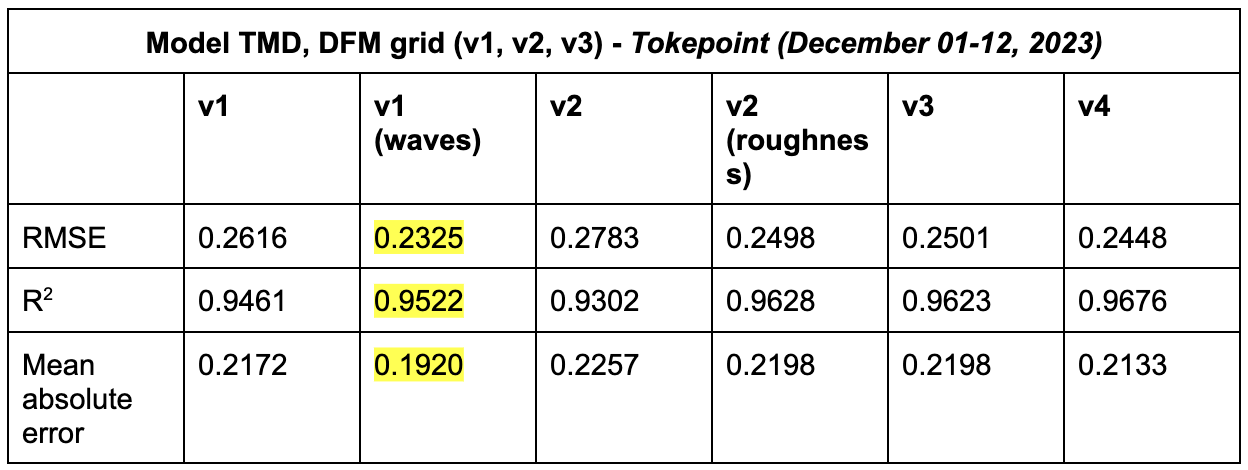 Model TMD, DFM grid (v1, v2, v3) - Tokepoint (December 01-12, 2023)
v1 v1 (waves) v2 v2 (roughness) v3 v4
RMSE 0.2616 0.2325 0.2783 0.2498 0.2501 0.2448
R² 0.9461 0.9522 0.9302 0.9628 0.9623 0.9676
Mean absolute error 0.2172 0.1920 0.2257 0.2198 0.2198 0.2133